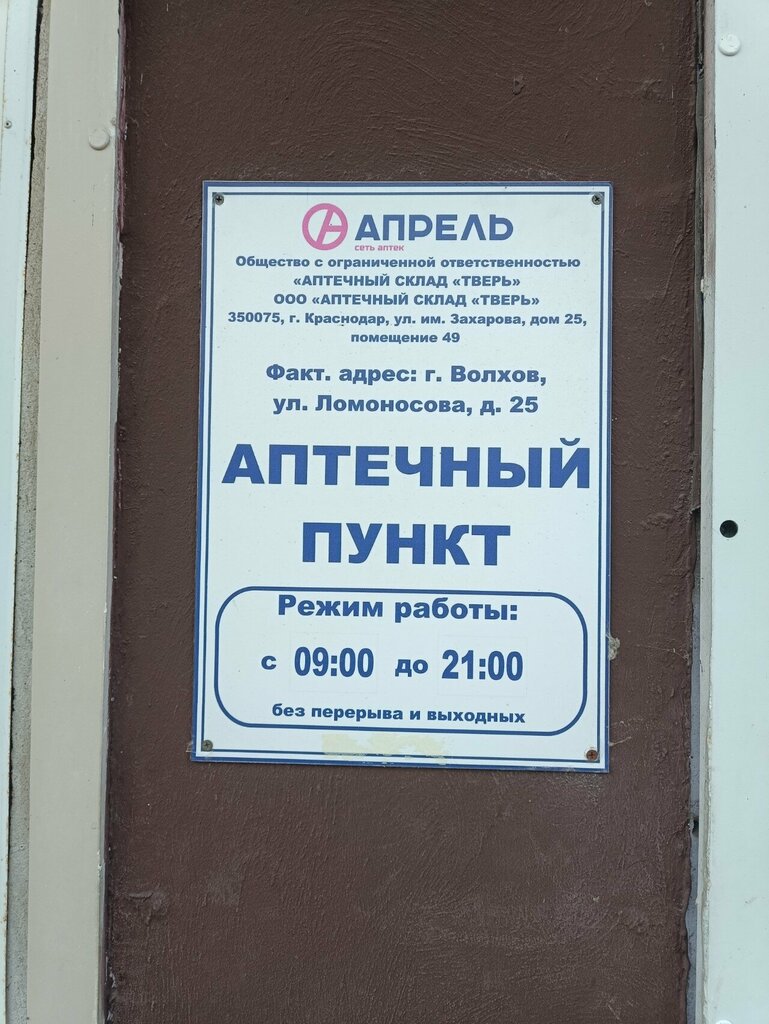 АПРЕЛЬ
сеть аптек
Общество с ограниченной ответственностью
«АПТЕЧНЫЙ СКЛАД «ТВЕРЬ»
ООО «АПТЕЧНЫЙ СКЛАД «ТВЕРЬ»
350075, г. Краснодар, ул. им. Захарова, дом 25,
помещение 49
Факт. адрес: г. Волхов,
ул. Ломоносова, д. 25
АПТЕЧНЫЙ
ПУНКТ
Режим работы:
с 09:00 до 21:00
без перерыва и выходных